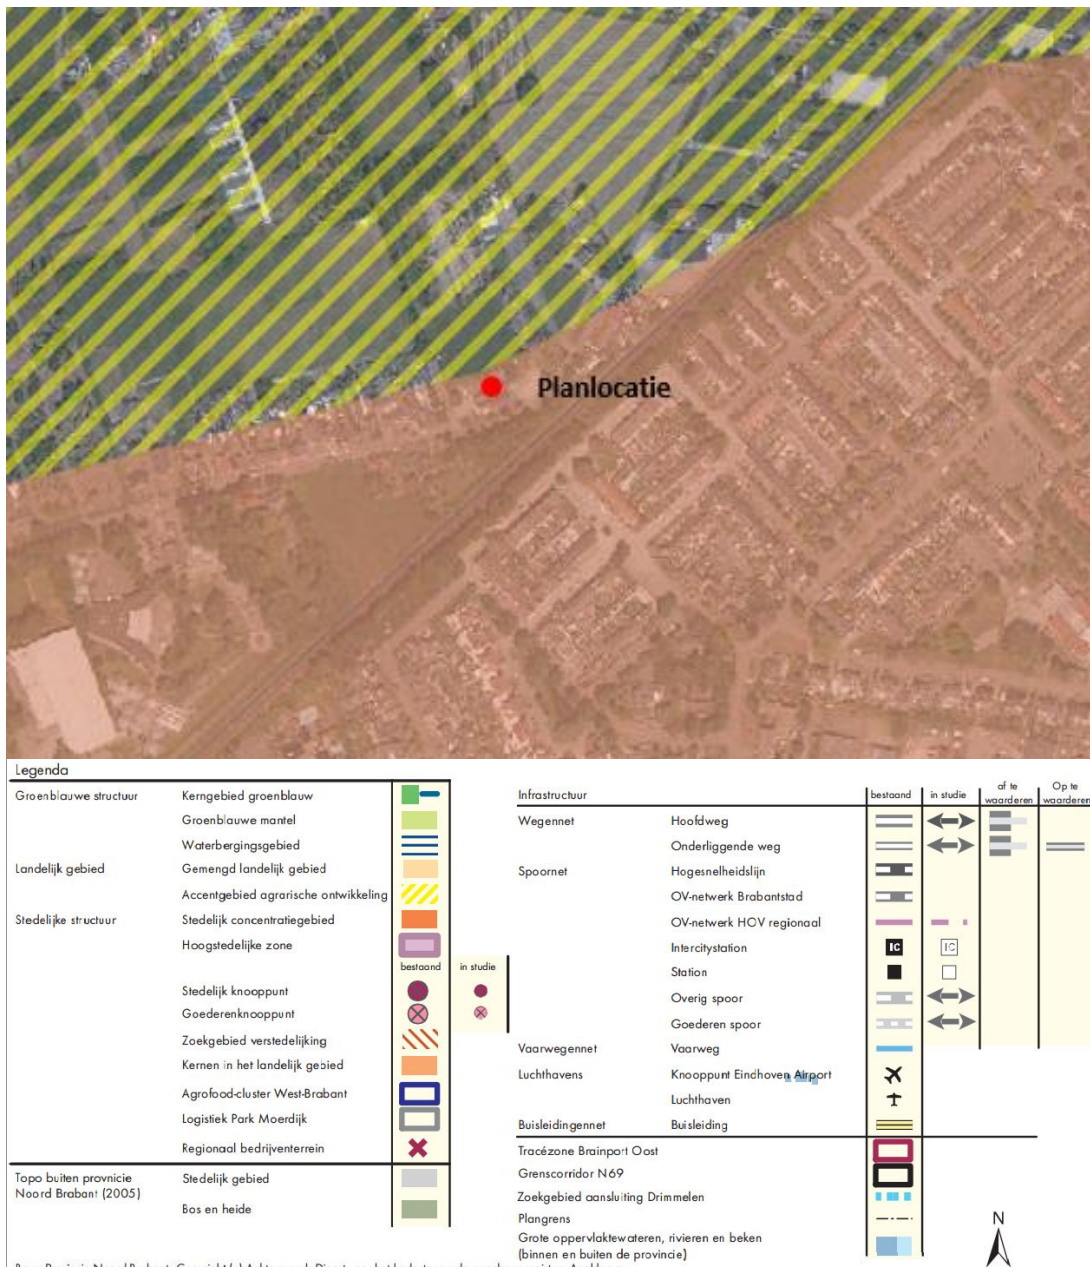 Planlocatie
Legenda
Groenblauwe structuur Kerngebied groenblauw
Groenblauwe mantel
Waterbergingsgebied
Landelijk gebied Gemengd landelijk gebied
Accentgebied agrarische ontwikkeling
Stedelijke structuur Stedelijk concentratiegebied
Hoogstedelijke zone
bestaand in studie
Stedelijk knooppunt
Goederenknooppunt
Zoekgebied verstedelijking
Kernen in het landelijk gebied
Agrofood-cluster West-Brabant
Logistiek Park Moerdijk
Regionaal bedrijventerrein
Topo buiten provnicie Stedelijk gebied
Noord Brabant (2005)
Bos en heide
Infrastructuur bestaand in studie af te waarderen Op te waarderen
Wegennet Hoofdweg
Onderliggende weg
Spoornet Hogesnelheidslijn
OV-netwerk Brabantstad
OV-netwerk HOV regionaal
Intercitystation IC IC
Station
Overig spoor
Goederen spoor
Vaarwegennet Vaarweg
Luchthavens Knooppunt Eindhoven Airport
Luchthaven
Buisleidingennet Buisleiding
Tracézone Brainport Oost
Grenscorridor N69
Zoekgebied aansluiting Drimmelen
Plangrens
Grote oppervlaktewateren, rivieren en beken
(binnen en buiten de provincie)
N